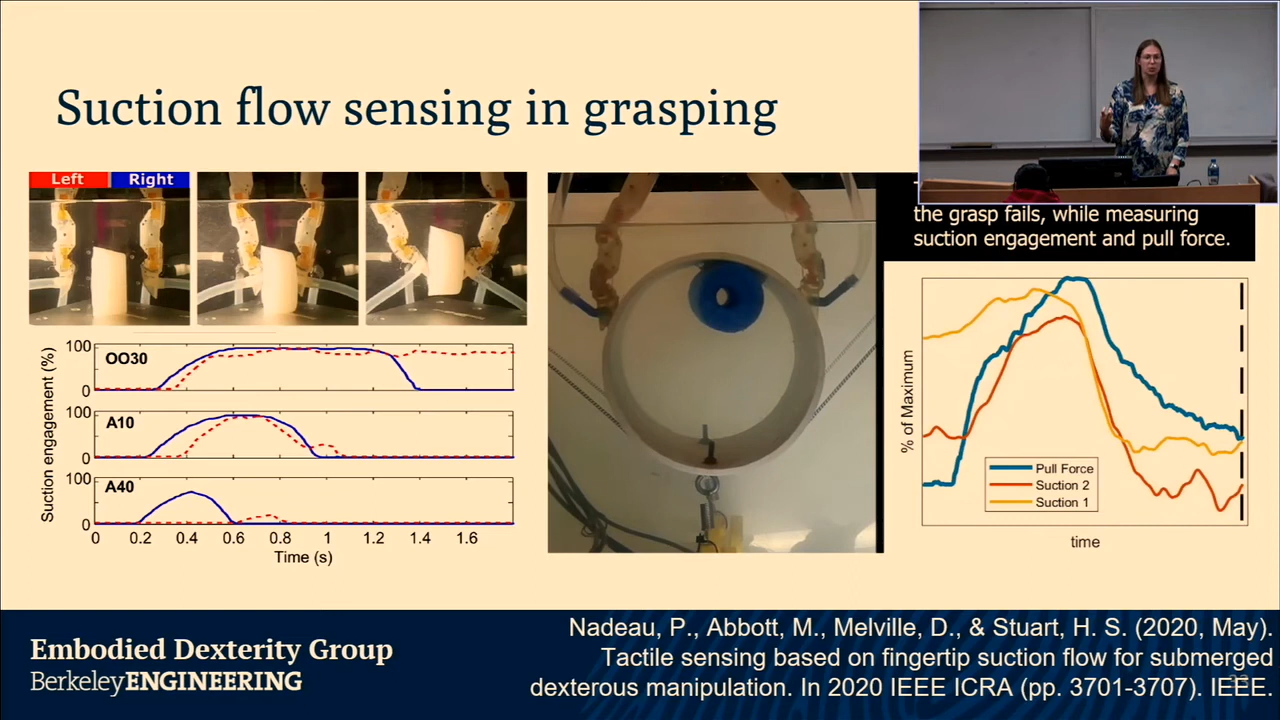 Suction flow sensing in grasping
Left Right
the grasp fails, while measuring
suction engagement and pull force.
Suction engagement (%)
100
OO30
0
100
A10
0
100
A40
0
0 0.2 0.4 0.6 0.8 1.0 1.2 1.4 1.6
Time (s)
% of Maximum
Pull Force
Suction 2
Suction 1
time
Embodied Dexterity Group
BerkeleyENGINEERING
Nadeau, P., Abbott, M., Melville, D., & Stuart, H. S. (2020, May).
Tactile sensing based on fingertip suction flow for submerged
dexterous manipulation. In 2020 IEEE ICRA (pp. 3701-3707). IEEE.